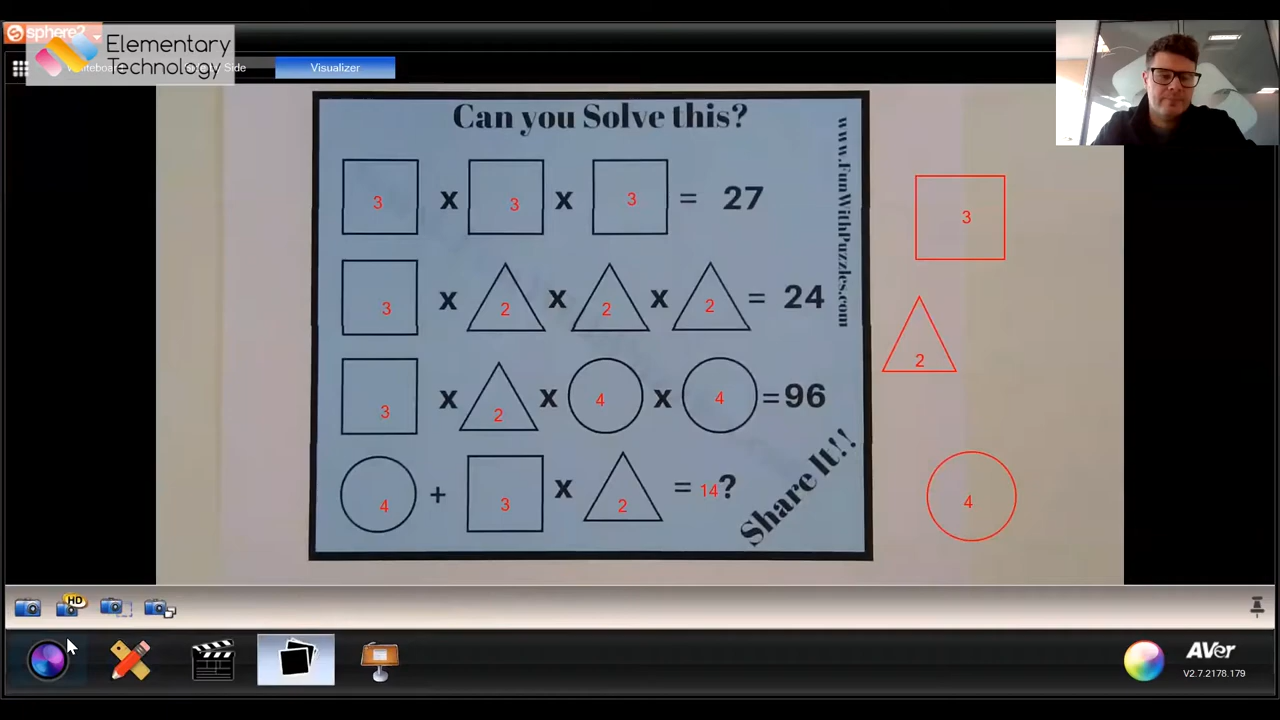 sphere2
Elementary
Technology
Side
Visualizer
Can you Solve this?
www.FunWithPuzzles.com
3 x 3 x 3 = 27
3
3 x 2 x 2 x 2 = 24
2
3 x 2 x 4 x 4 =96
4 + 3 x 2 = 14?
4
Share It!!
HD
AVer
V2.7.2178.179